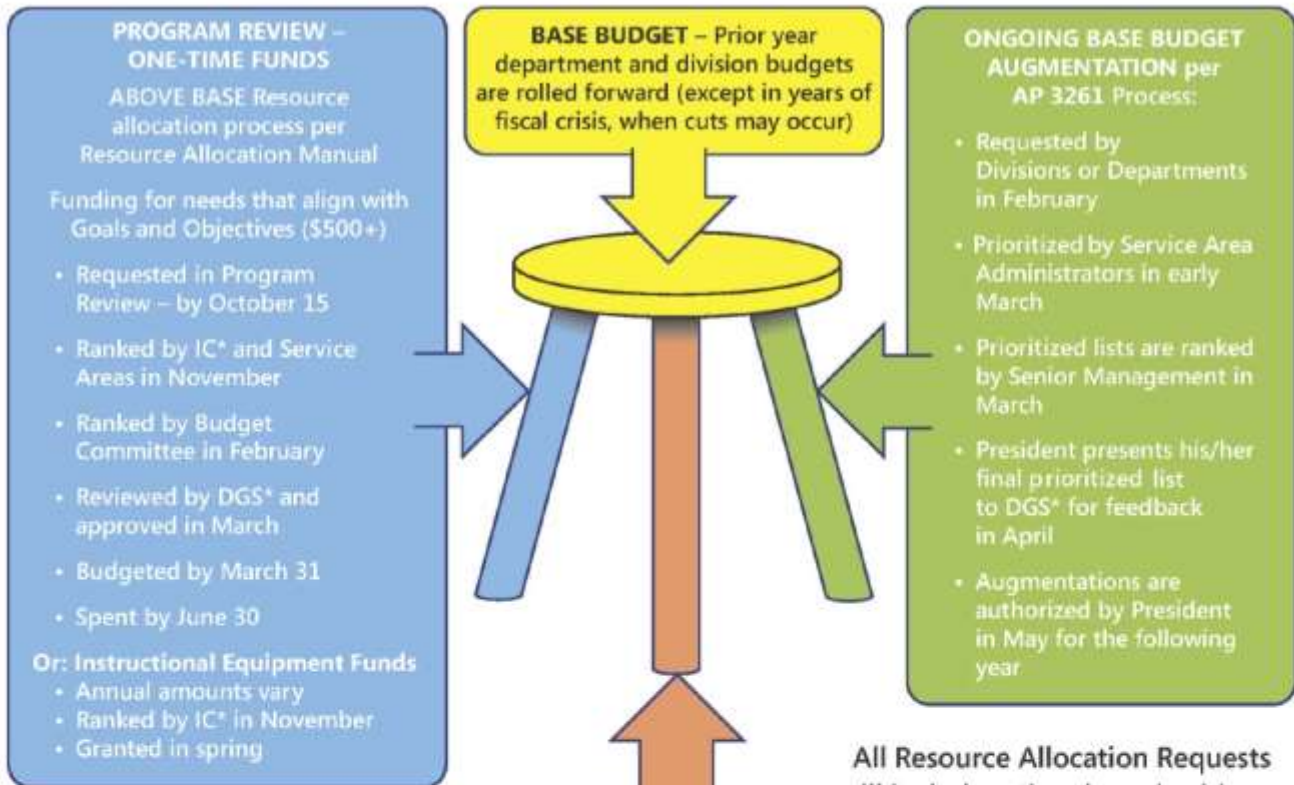 PROGRAM REVIEW –
ONE-TIME FUNDS
ABOVE BASE Resource
allocation process per
Resource Allocation Manual
Funding for needs that align with
Goals and Objectives ($500+)
• Requested in Program
Review – by October 15
• Ranked by IC* and Service
Areas in November
• Ranked by Budget
Committee in February
• Reviewed by DGS* and
approved in March
• Budgeted by March 31
• Spent by June 30
Or: Instructional Equipment Funds
• Annual amounts vary
• Ranked by IC* in November
• Granted in spring
BASE BUDGET – Prior year
department and division budgets
are rolled forward (except in years of
fiscal crisis, when cuts may occur)
ONGOING BASE BUDGET
AUGMENTATION per
AP 3261 Process:
• Requested by
Divisions or Departments
in February
• Prioritized by Service Area
Administrators in early
March
• Prioritized lists are ranked
by Senior Management in
March
• President presents his/her
final prioritized list
to DGS* for feedback
in April
• Augmentations are
authorized by President
in May for the following
year
All Resource Allocation Requests